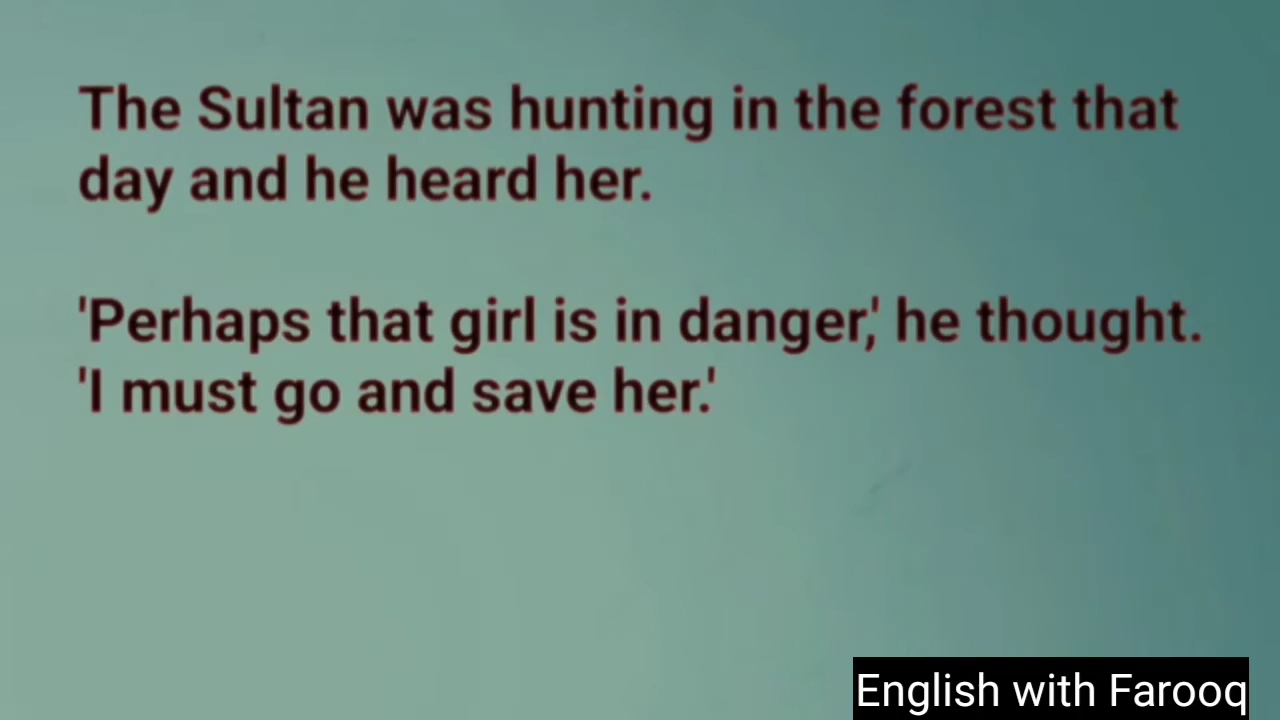 The Sultan was hunting in the forest that
day and he heard her.
'Perhaps that girl is in danger,' he thought.
'I must go and save her.'
English with Farooq